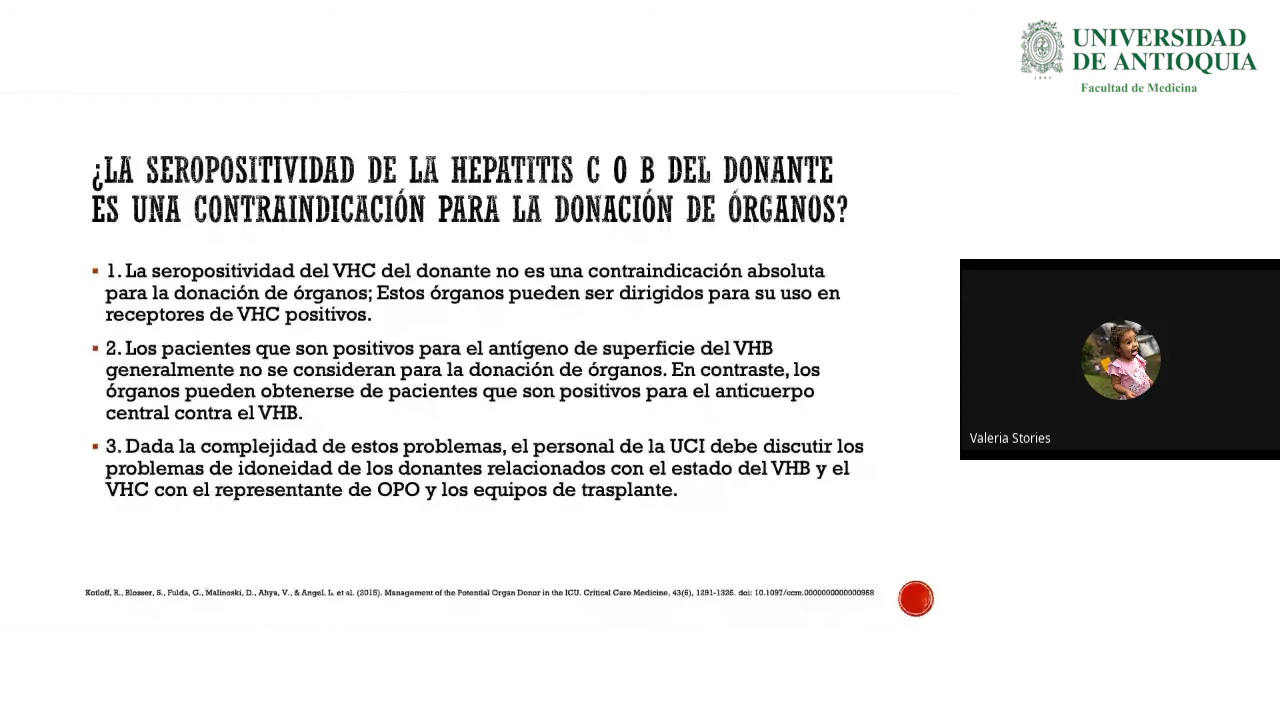 UNIVERSIDAD
DE ANTIOQUIA
1803
Facultad de Medicina
¿LA SEROPOSITIVIDAD DE LA HEPATITIS C O B DEL DONANTE
ES UNA CONTRAINDICACIÓN PARA LA DONACIÓN DE ÓRGANOS?
1. La seropositividad del VHC del donante no es una contraindicación absoluta
para la donación de órganos; Estos órganos pueden ser dirigidos para su uso en
receptores de VHC positivos.
2. Los pacientes que son positivos para el antígeno de superficie del VHB
generalmente no se consideran para la donación de órganos. En contraste, los
órganos pueden obtenerse de pacientes que son positivos para el anticuerpo
central contra el VHB.
3. Dada la complejidad de estos problemas, el personal de la UCI debe discutir los
problemas de idoneidad de los donantes relacionados con el estado del VHB y el
VHC con el representante de OPO y los equipos de trasplante.
Valeria Stories
Kotloff, R., Blosser, S., Fulda, G., Malinoski, D., Ahya, V., & Angel, L. et al. (2015). Management of the Potential Organ Donor in the ICU. Critical Care Medicine, 43(6), 1291-1325. doi: 10.1097/ccm.0000000000000958